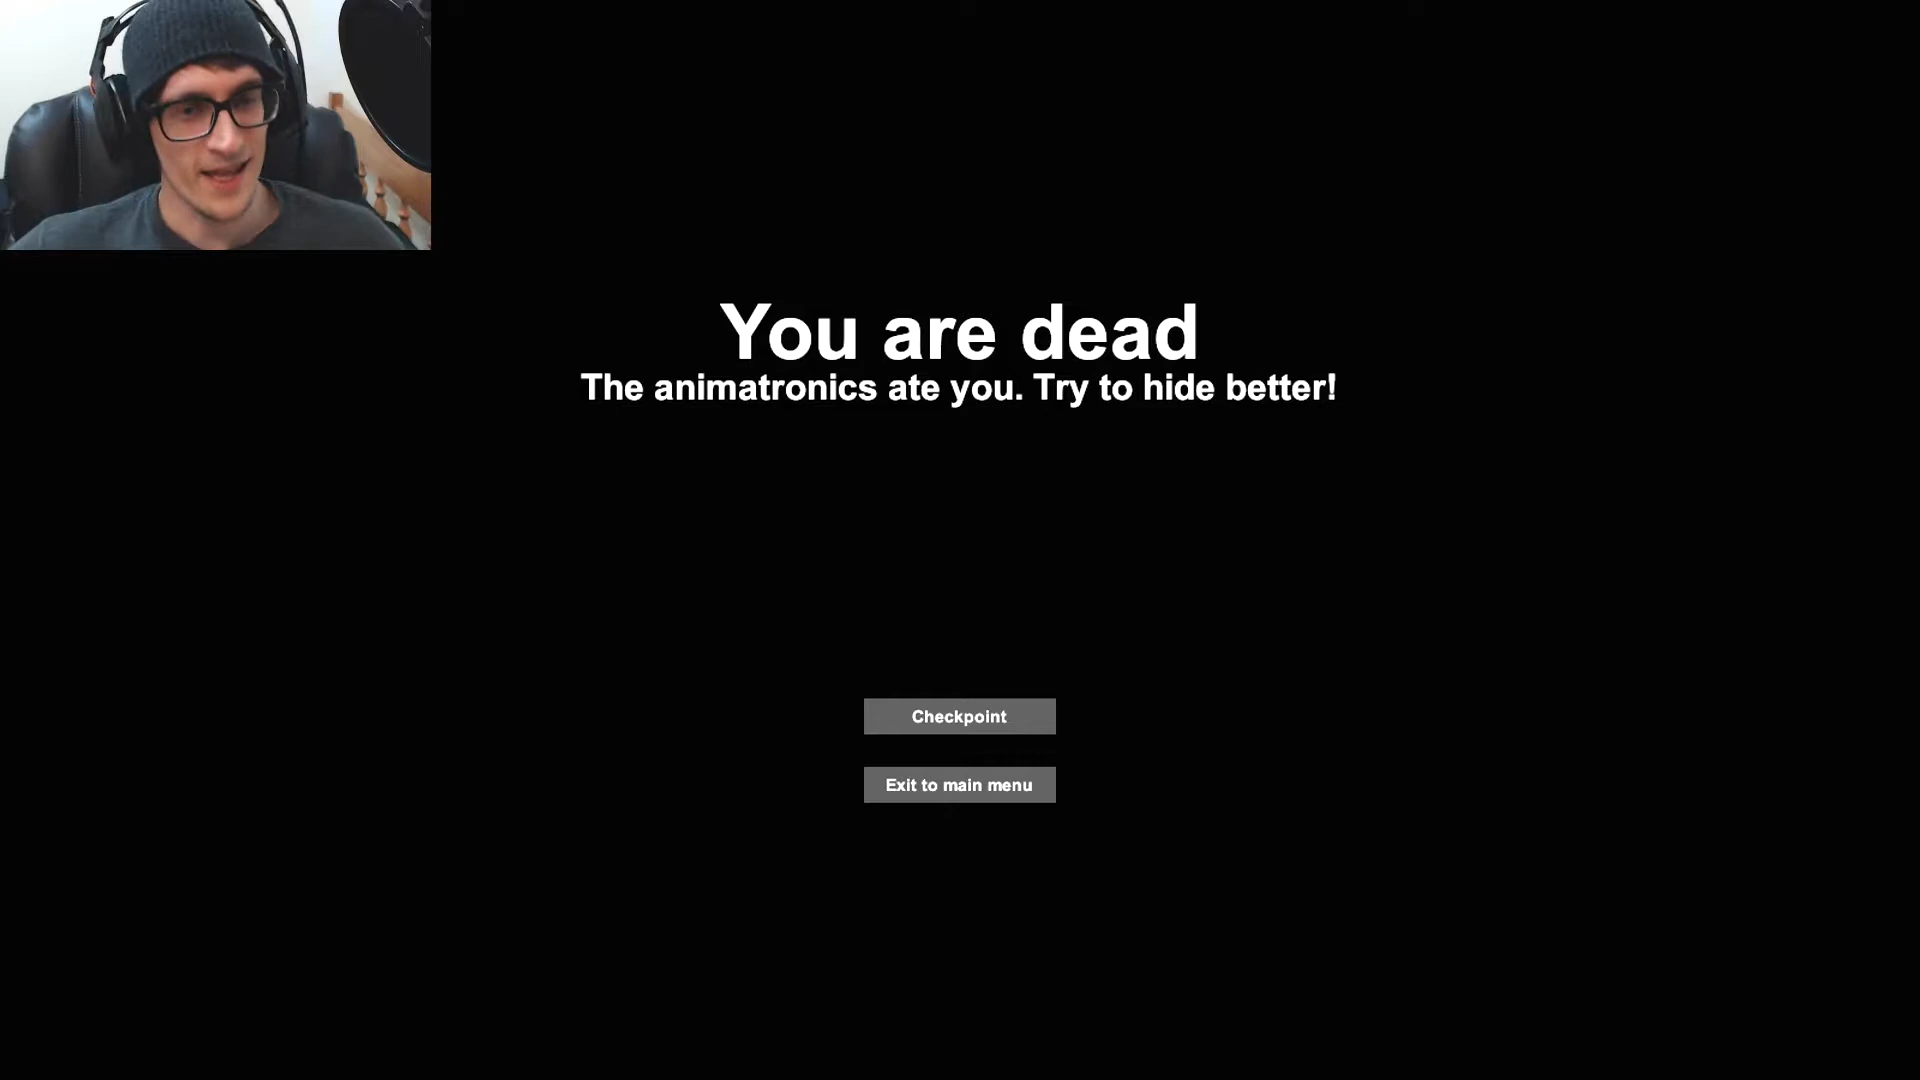 You are dead
The animatronics ate you. Try to hide better!
Checkpoint
Exit to main menu